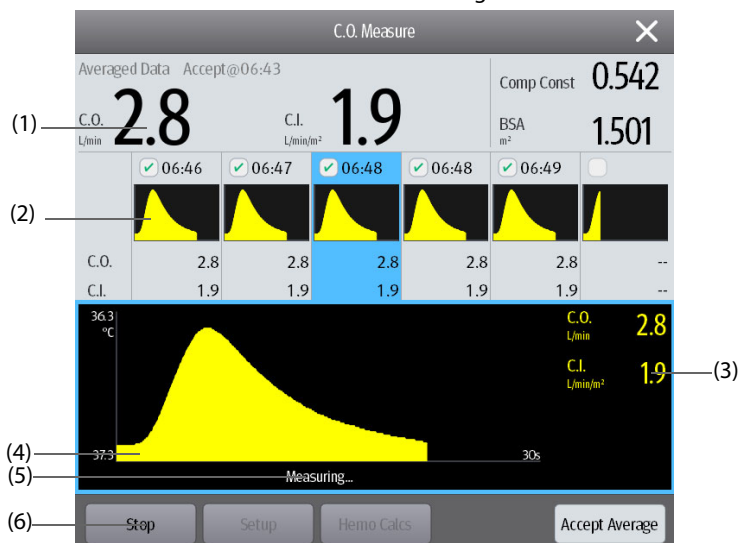 C.O. Measure
Averaged Data Accept@06:43
C.O.
L/min
2.8
C.I.
L/min/m²
1.9
Comp Const 0.542
BSA
m²
1.501
(1)
06:46 06:47 06:48 06:48 06:49
(2)
C.O. 2.8 2.8 2.8 2.8 2.8 --
C.I. 1.9 1.9 1.9 1.9 1.9 --
36.3
°C
C.O.
L/min
2.8
C.I.
L/min/m²
1.9
(3)
(4)
37.3
30s
(5)
Measuring...
(6)
Stop Setup Hemo Calcs Accept Average